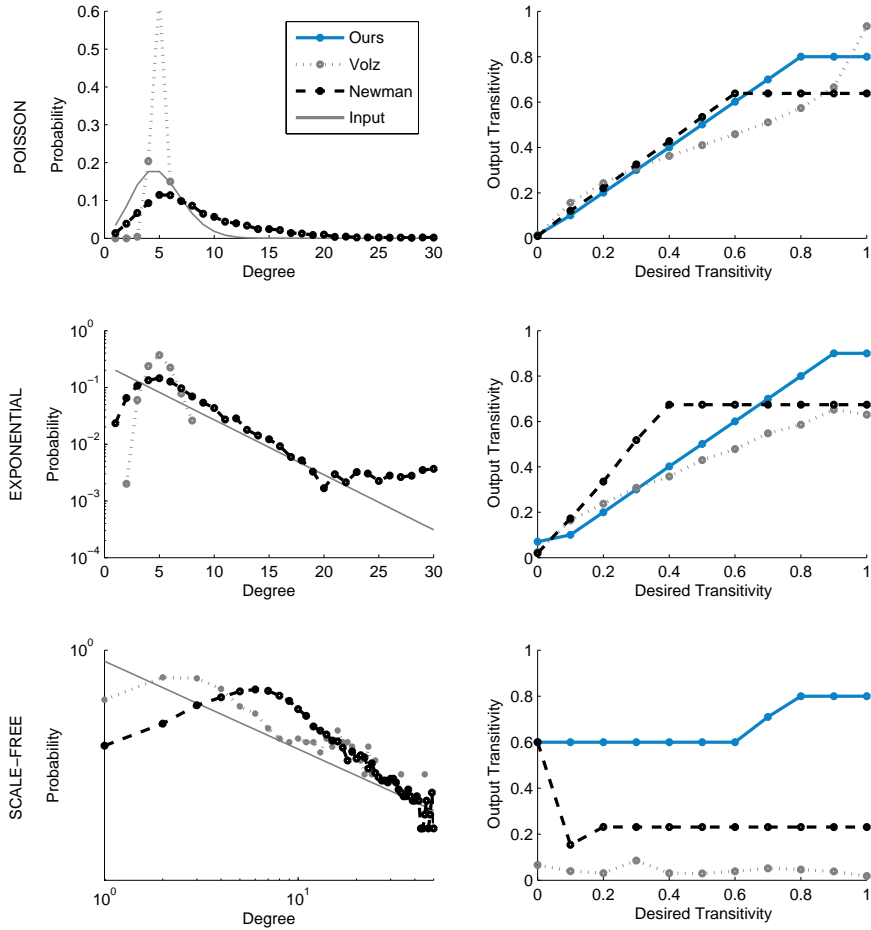 POISSON
Probability
0.6
0.5
0.4
0.3
0.2
0.1
0
0 5 10 15 20 25 30
Degree
Ours
Volz
Newman
Input
Output Transitivity
1
0.8
0.6
0.4
0.2
0
0 0.2 0.4 0.6 0.8 1
Desired Transitivity
EXPONENTIAL
Probability
10^0
10^−1
10^−2
10^−3
10^−4
0 5 10 15 20 25 30
Degree
Output Transitivity
1
0.8
0.6
0.4
0.2
0
0 0.2 0.4 0.6 0.8 1
Desired Transitivity
SCALE−FREE
Probability
10^0
10^0 10^1
Degree
Output Transitivity
1
0.8
0.6
0.4
0.2
0
0 0.2 0.4 0.6 0.8 1
Desired Transitivity